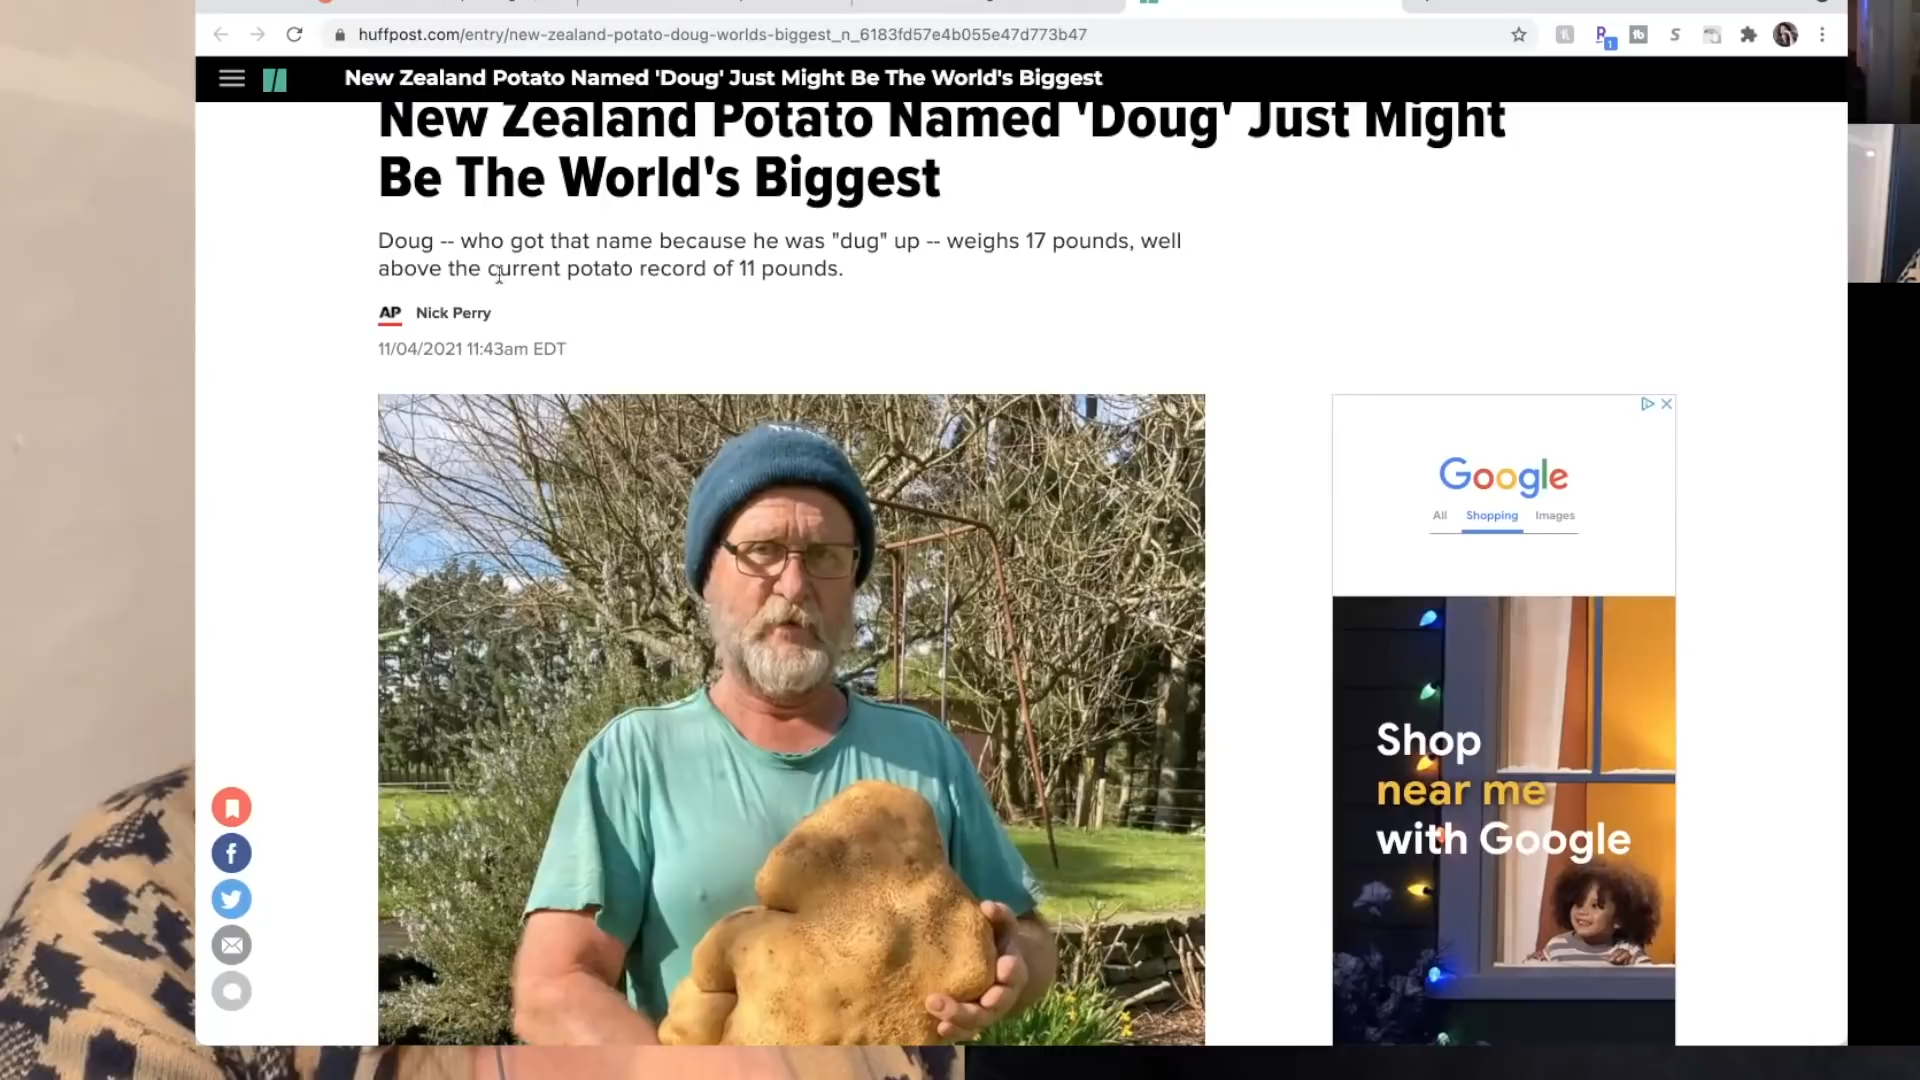 huffpost.com/entry/new-zealand-potato-doug-worlds-biggest_n_6183fd57e4b055e47d773b47
New Zealand Potato Named 'Doug' Just Might Be The World's Biggest
New Zealand Potato Named 'Doug' Just Might
Be The World's Biggest
Doug -- who got that name because he was "dug" up -- weighs 17 pounds, well
above the current potato record of 11 pounds.
AP Nick Perry
11/04/2021 11:43am EDT
Google
All Shopping Images
Shop
near me
with Google